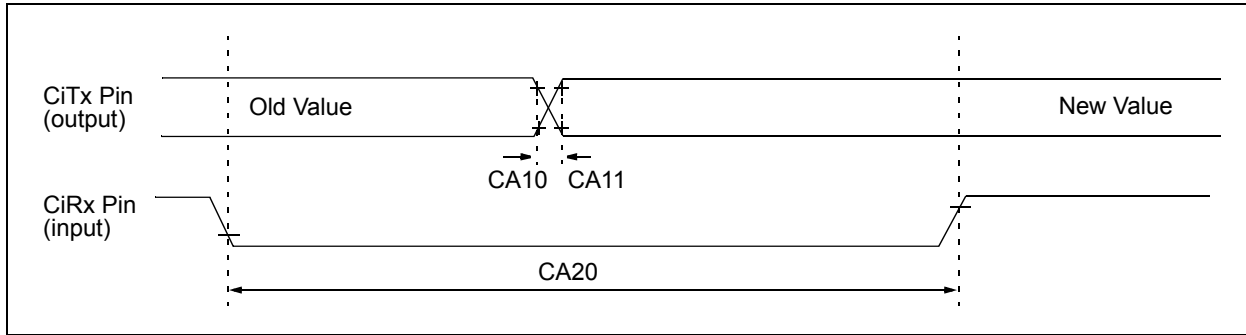 CiTx Pin
(output)
Old Value
New Value
CA10 CA11
CiRx Pin
(input)
CA20